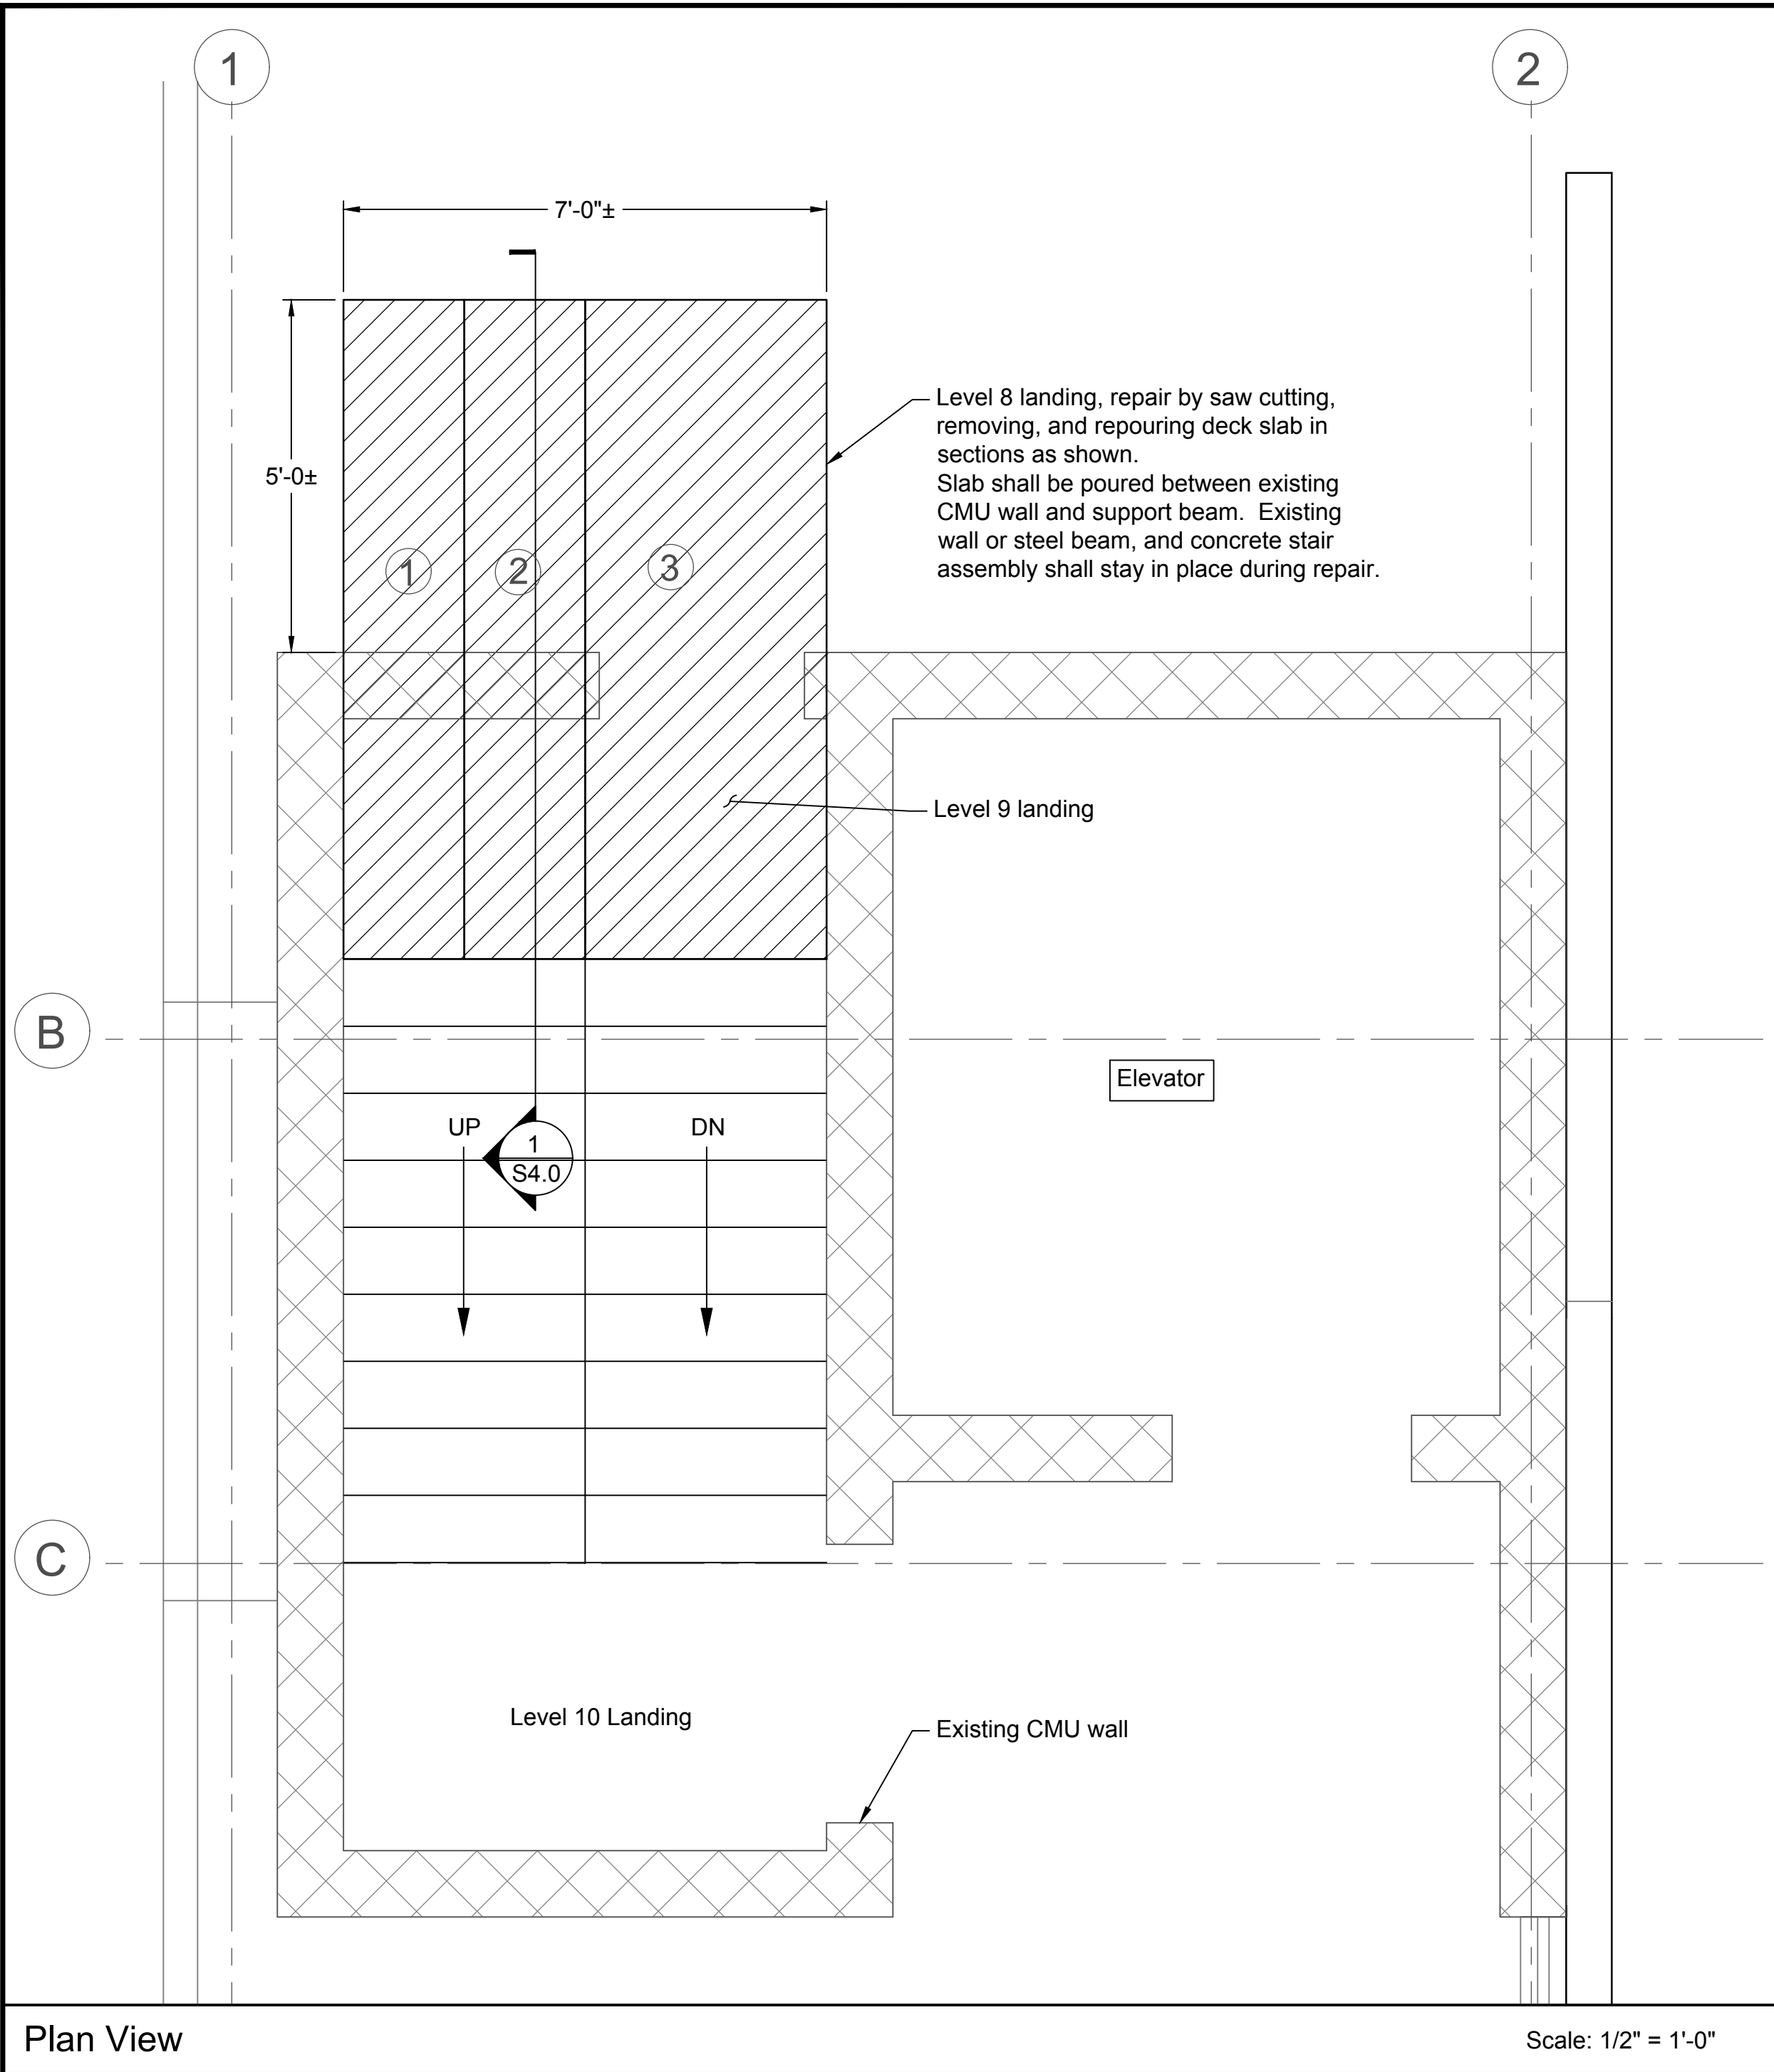 1
2
7'-0"±
5'-0±
Level 8 landing, repair by saw cutting,
removing, and repouring deck slab in
sections as shown.
Slab shall be poured between existing
CMU wall and support beam.  Existing
wall or steel beam, and concrete stair
assembly shall stay in place during repair.
1
2
3
Level 9 landing
B
Elevator
UP
DN
1
S4.0
C
Level 10 Landing
Existing CMU wall
Plan View
Scale: 1/2" = 1'-0"